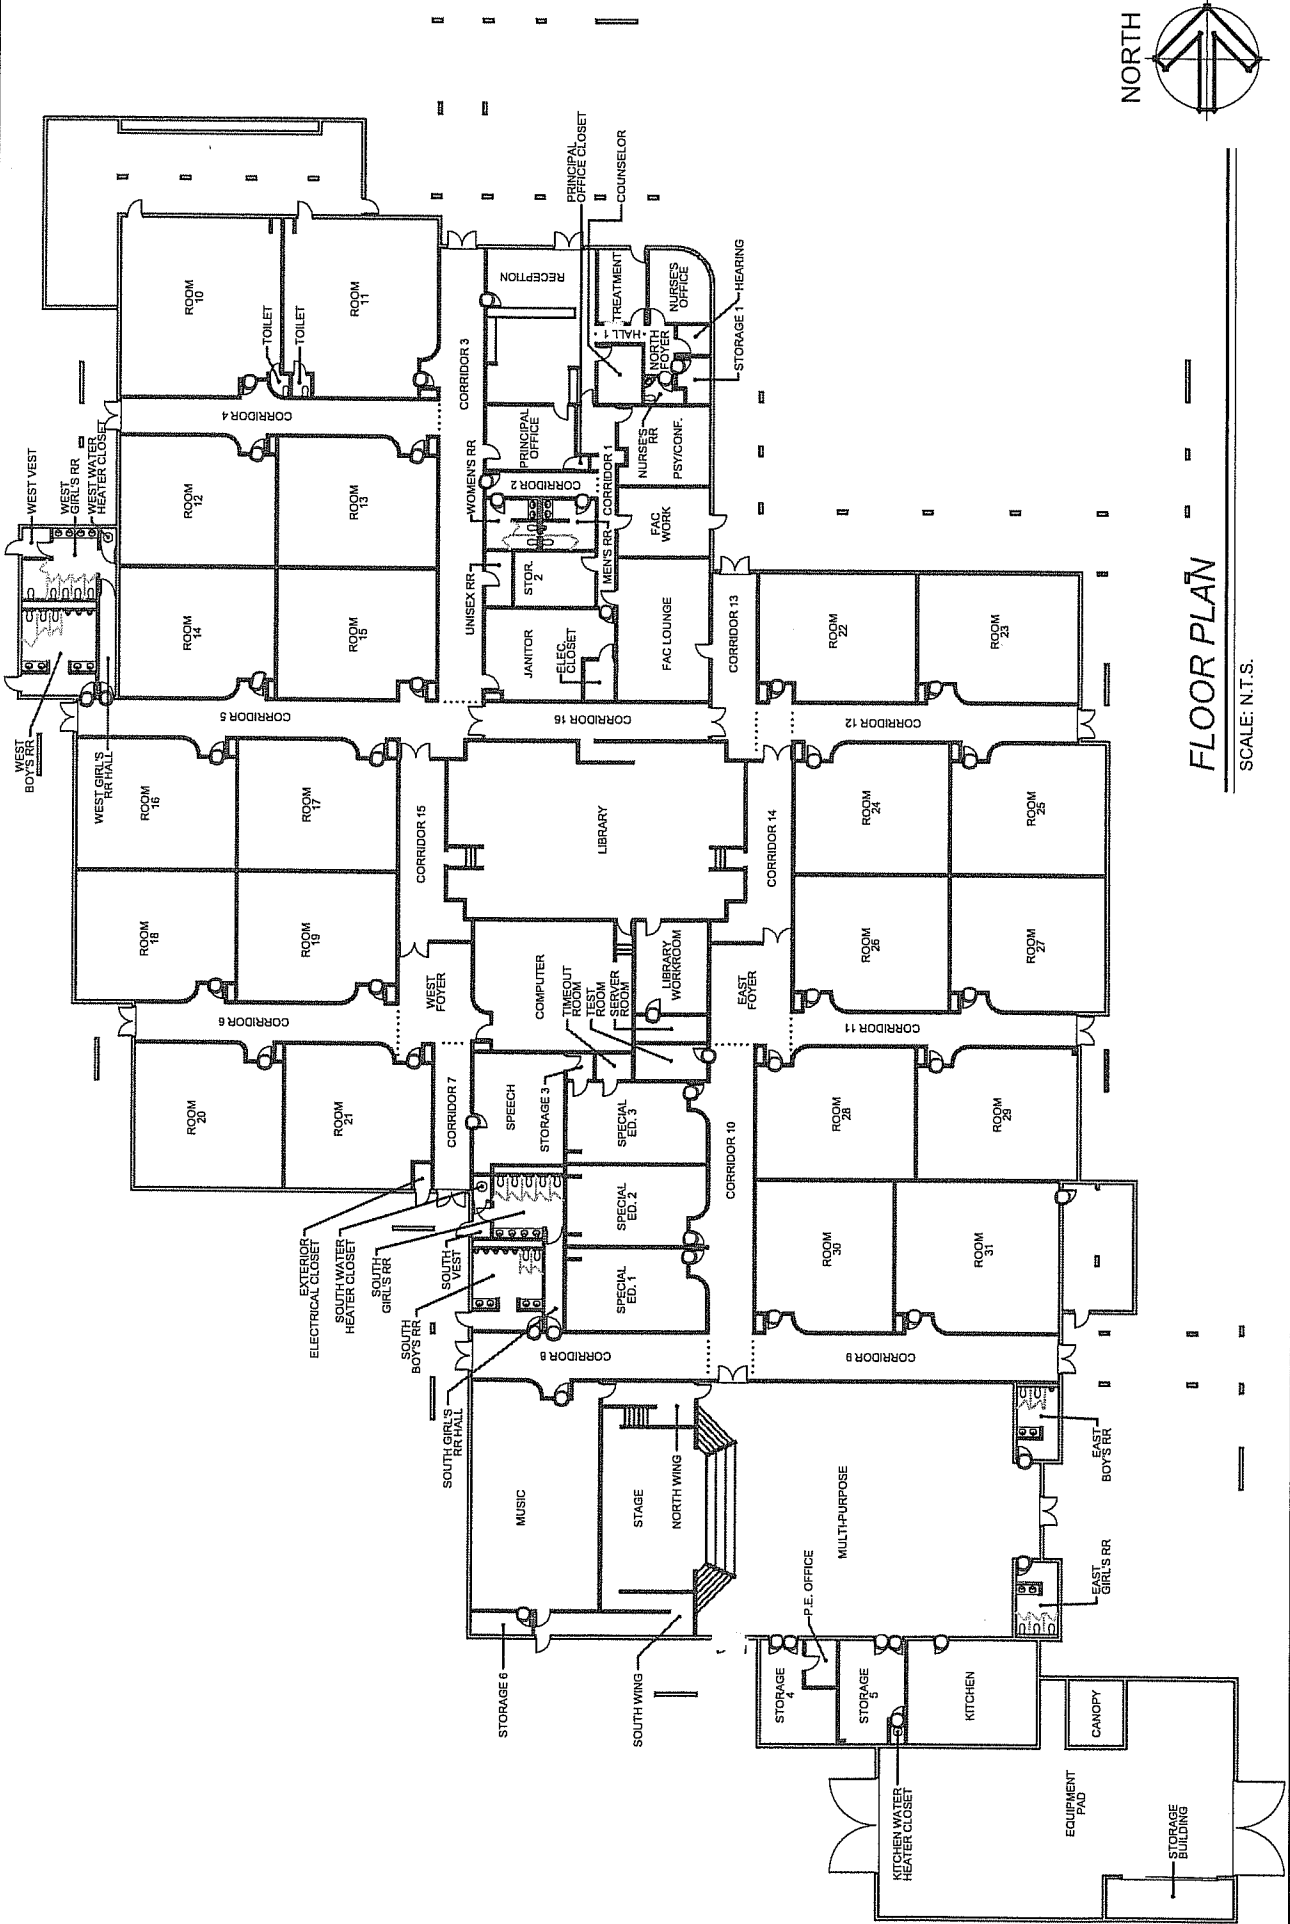 NORTH
FLOOR PLAN
SCALE: N.T.S.
ROOM
10
ROOM
11
TOILET
TOILET
CORRIDOR 4
CORRIDOR 3
RECEPTION
PRINCIPAL
OFFICE CLOSET
COUNSELOR
TREATMENT
NURSE'S
OFFICE
HALL 1
NORTH
FOYER
HEARING
STORAGE 1
NURSE'S
RR
PSY/CONF.
PRINCIPAL
OFFICE
CORRIDOR 1
CORRIDOR 2
WOMEN'S RR
MEN'S RR
UNISEX RR
STOR.
2
FAC
WORK
FAC LOUNGE
JANITOR
ELEC.
CLOSET
WEST VEST
WEST
GIRL'S RR
WEST WATER
HEATER CLOSET
WEST
BOY'S RR
WEST GIRL'S
RR HALL
ROOM
12
ROOM
13
ROOM
14
ROOM
15
CORRIDOR 5
CORRIDOR 16
CORRIDOR 13
CORRIDOR 12
ROOM
22
ROOM
23
ROOM
16
ROOM
17
ROOM
18
ROOM
19
CORRIDOR 15
LIBRARY
CORRIDOR 14
ROOM
24
ROOM
25
ROOM
26
ROOM
27
CORRIDOR 6
WEST
FOYER
COMPUTER
TIMEOUT
ROOM
TEST
ROOM
SERVER
ROOM
LIBRARY
WORKROOM
EAST
FOYER
CORRIDOR 11
ROOM
20
ROOM
21
CORRIDOR 7
SPEECH
STORAGE 3
SPECIAL
ED. 3
SPECIAL
ED. 2
SPECIAL
ED. 1
CORRIDOR 10
ROOM
28
ROOM
29
ROOM
30
ROOM
31
EXTERIOR
ELECTRICAL CLOSET
SOUTH WATER
HEATER CLOSET
SOUTH
GIRL'S RR
SOUTH
VEST
SOUTH
BOY'S RR
SOUTH GIRL'S
RR HALL
CORRIDOR 8
CORRIDOR 9
MUSIC
STAGE
NORTH WING
MULTI-PURPOSE
EAST
BOY'S RR
EAST
GIRL'S RR
P.E. OFFICE
STORAGE 6
SOUTH WING
STORAGE
4
STORAGE
5
KITCHEN
CANOPY
KITCHEN WATER
HEATER CLOSET
EQUIPMENT
PAD
STORAGE
BUILDING